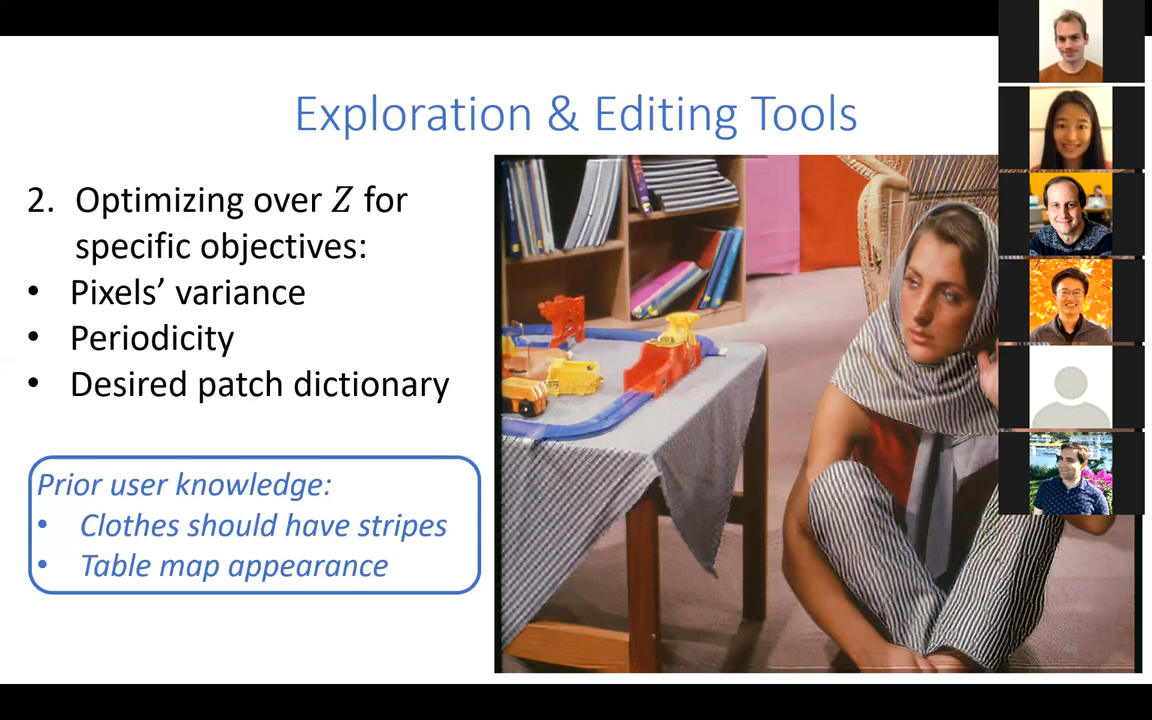 Exploration & Editing Tools
2. Optimizing over Z for
specific objectives:
• Pixels’ variance
• Periodicity
• Desired patch dictionary
Prior user knowledge:
• Clothes should have stripes
• Table map appearance
46